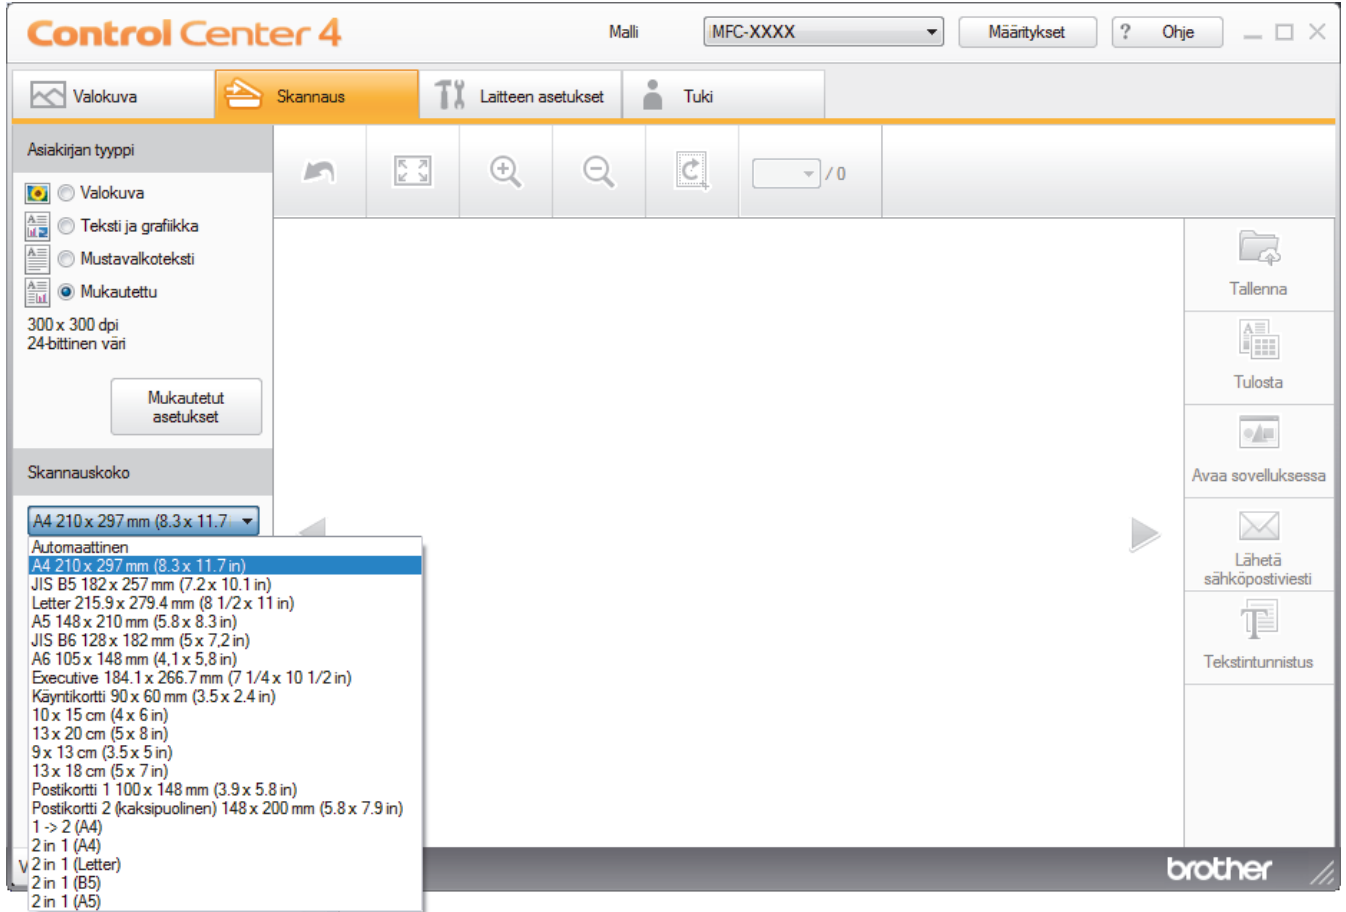 Control Center 4
Malli
MFC-XXXX
Määritykset
? Ohje
Valokuva
Skannaus
Laitteen asetukset
Tuki
Asiakirjan tyyppi
/ 0
Valokuva
Teksti ja grafiikka
Mustavalkoteksti
Mukautettu
300 x 300 dpi
24-bittinen väri
Mukautetut
asetukset
Skannauskoko
A4 210 x 297 mm (8.3 x 11.7
Automaattinen
A4 210 x 297 mm (8.3 x 11.7 in)
JIS B5 182 x 257 mm (7.2 x 10.1 in)
Letter 215.9 x 279.4 mm (8 1/2 x 11 in)
A5 148 x 210 mm (5.8 x 8.3 in)
JIS B6 128 x 182 mm (5 x 7,2 in)
A6 105 x 148 mm (4,1 x 5,8 in)
Executive 184.1 x 266.7 mm (7 1/4 x 10 1/2 in)
Käyntikortti 90 x 60 mm (3.5 x 2.4 in)
10 x 15 cm (4 x 6 in)
13 x 20 cm (5 x 8 in)
9 x 13 cm (3.5 x 5 in)
13 x 18 cm (5 x 7 in)
Postikortti 1 100 x 148 mm (3.9 x 5.8 in)
Postikortti 2 (kaksipuolinen) 148 x 200 mm (5.8 x 7.9 in)
1 -> 2 (A4)
2 in 1 (A4)
2 in 1 (Letter)
2 in 1 (B5)
2 in 1 (A5)
Tallenna
Tulosta
Avaa sovelluksessa
Lähetä
sähköpostiviesti
Tekstintunnistus
brother